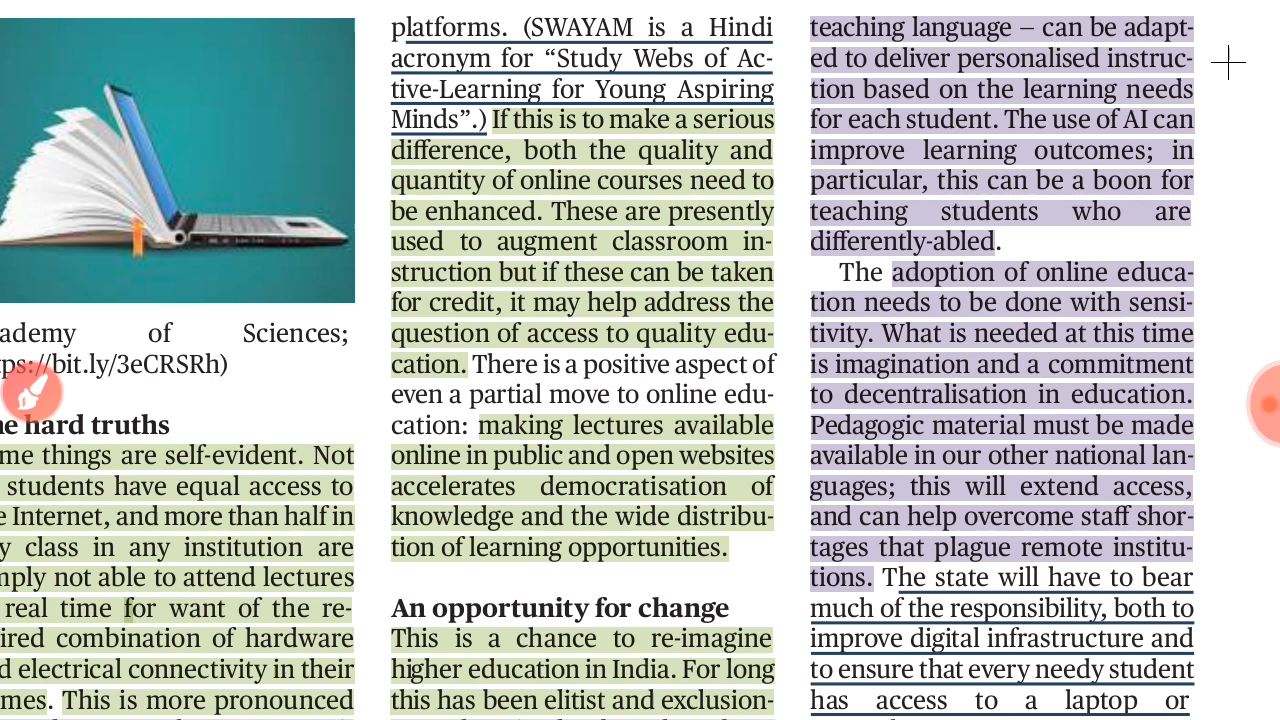 ademy of Sciences;
tps://bit.ly/3eCRSRh)
he hard truths
me things are self-evident. Not
students have equal access to
e Internet, and more than half in
y class in any institution are
mply not able to attend lectures
real time for want of the re-
ired combination of hardware
d electrical connectivity in their
mes. This is more pronounced
platforms. (SWAYAM is a Hindi
acronym for “Study Webs of Ac-
tive-Learning for Young Aspiring
Minds”.) If this is to make a serious
difference, both the quality and
quantity of online courses need to
be enhanced. These are presently
used to augment classroom in-
struction but if these can be taken
for credit, it may help address the
question of access to quality edu-
cation. There is a positive aspect of
even a partial move to online edu-
cation: making lectures available
online in public and open websites
accelerates democratisation of
knowledge and the wide distribu-
tion of learning opportunities.
An opportunity for change
This is a chance to re-imagine
higher education in India. For long
this has been elitist and exclusion-
teaching language – can be adapt-
ed to deliver personalised instruc-
tion based on the learning needs
for each student. The use of AI can
improve learning outcomes; in
particular, this can be a boon for
teaching students who are
differently-abled.
The adoption of online educa-
tion needs to be done with sensi-
tivity. What is needed at this time
is imagination and a commitment
to decentralisation in education.
Pedagogic material must be made
available in our other national lan-
guages; this will extend access,
and can help overcome staff shor-
tages that plague remote institu-
tions. The state will have to bear
much of the responsibility, both to
improve digital infrastructure and
to ensure that every needy student
has access to a laptop or